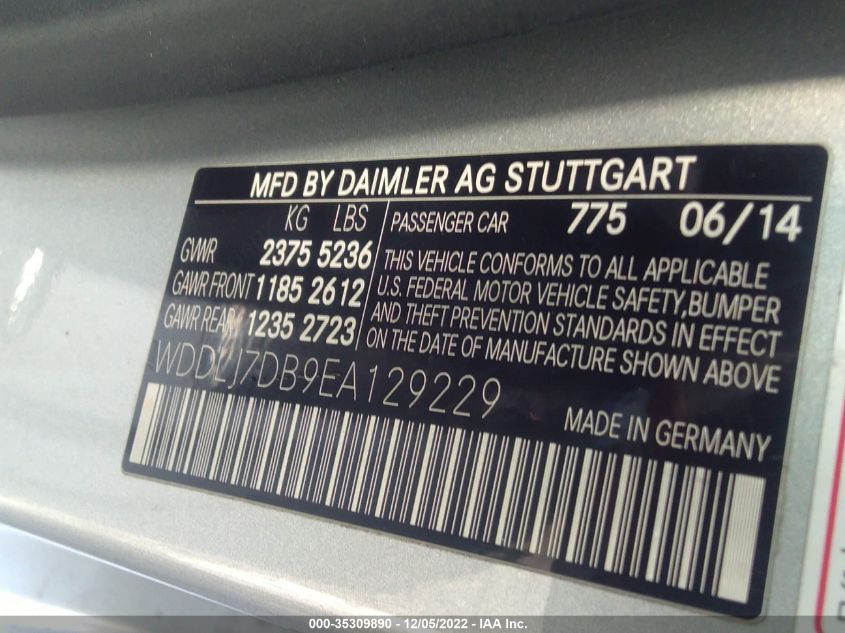 MFD BY DAIMLER AG STUTTGART
KG LBS
GVWR 2375 5236
GAWR FRONT 1185 2612
GAWR REAR 1235 2723
PASSENGER CAR 775 06/14
THIS VEHICLE CONFORMS TO ALL APPLICABLE
U.S. FEDERAL MOTOR VEHICLE SAFETY, BUMPER
AND THEFT PREVENTION STANDARDS IN EFFECT
ON THE DATE OF MANUFACTURE SHOWN ABOVE
WDDLJ7DB9EA129229
MADE IN GERMANY
000-35309890 - 12/05/2022 - IAA Inc.